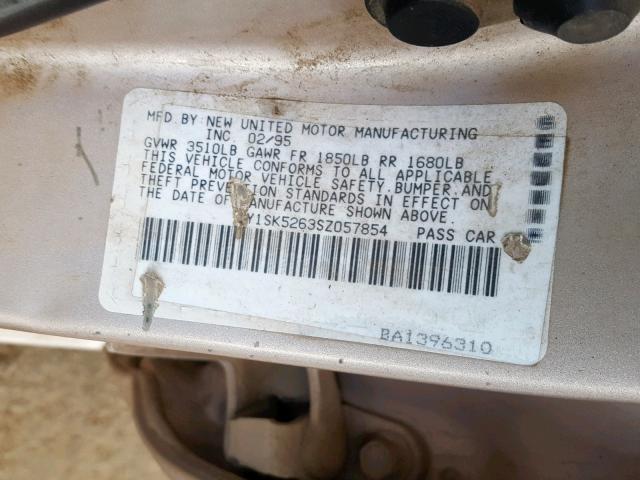 MFD. BY: NEW UNITED MOTOR MANUFACTURING
INC. 02/95
GVWR 3510LB GAWR FR 1850LB RR 1680LB
THIS VEHICLE CONFORMS TO ALL APPLICABLE
FEDERAL MOTOR VEHICLE SAFETY, BUMPER, AND
THEFT PREVENTION STANDARDS IN EFFECT ON
THE DATE OF MANUFACTURE SHOWN ABOVE.
Y1SK5263SZ057854 PASS CAR
BA1396310